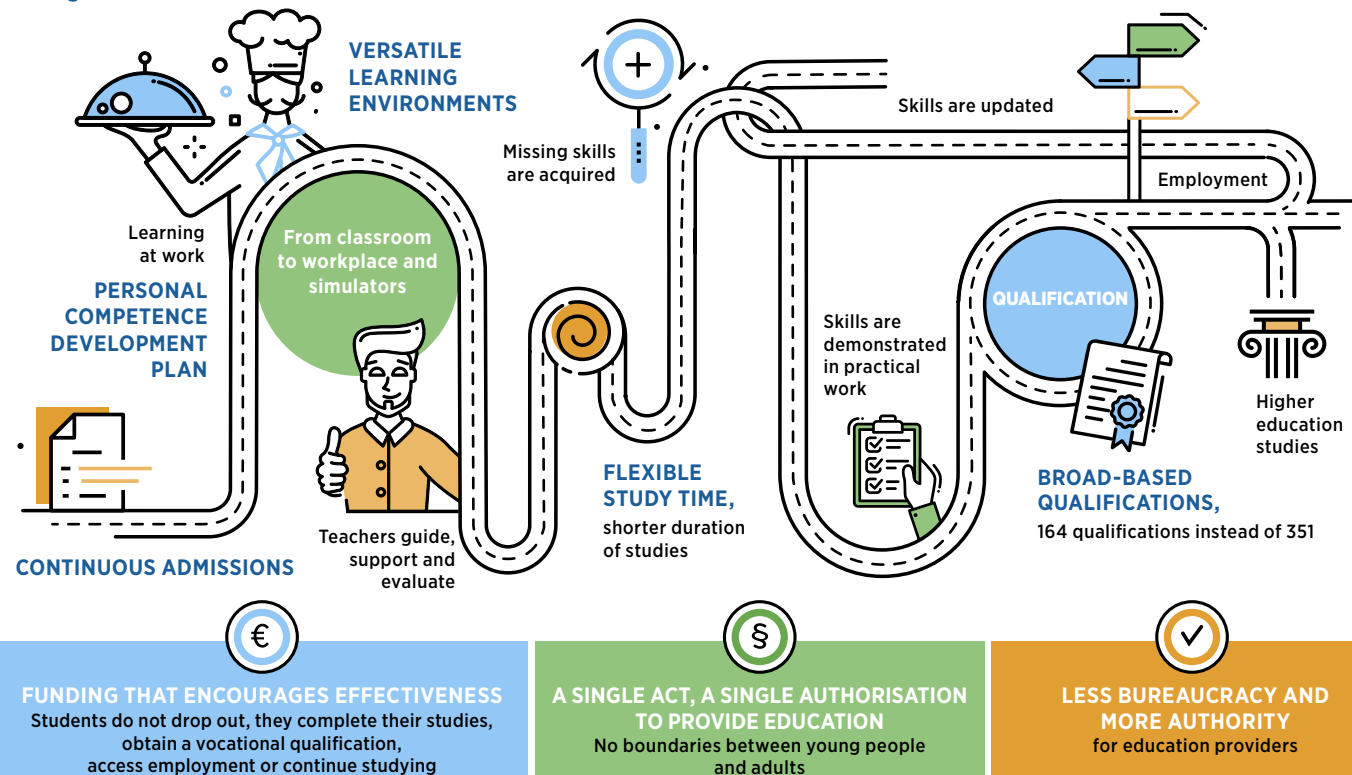 VERSATILE
LEARNING
ENVIRONMENTS
Learning
at work
PERSONAL
COMPETENCE
DEVELOPMENT
PLAN
From classroom
to workplace and
simulators
CONTINUOUS ADMISSIONS
Teachers guide,
support and
evaluate
Missing skills
are acquired
FLEXIBLE
STUDY TIME,
shorter duration
of studies
Skills are updated
Employment
Skills are
demonstrated
in practical
work
QUALIFICATION
Higher
education
studies
BROAD-BASED
QUALIFICATIONS,
164 qualifications instead of 351
€
FUNDING THAT ENCOURAGES EFFECTIVENESS
Students do not drop out, they complete their studies,
obtain a vocational qualification,
access employment or continue studying
§
A SINGLE ACT, A SINGLE AUTHORISATION
TO PROVIDE EDUCATION
No boundaries between young people
and adults
LESS BUREAUCRACY AND
MORE AUTHORITY
for education providers